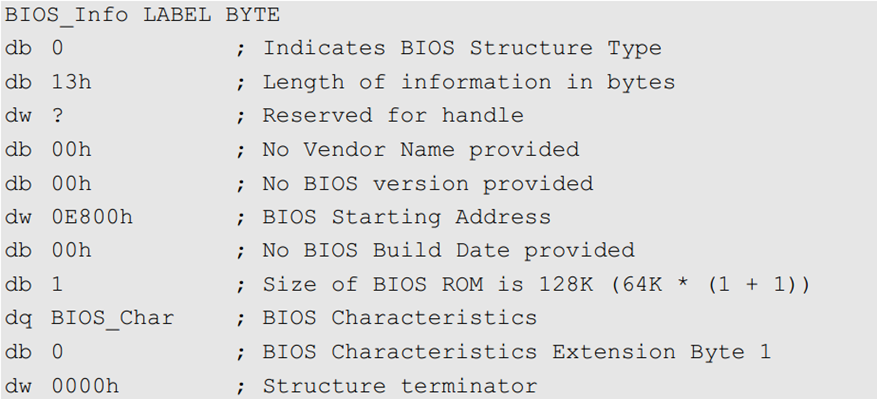 BIOS_Info LABEL BYTE
db 0 ; Indicates BIOS Structure Type
db 13h ; Length of information in bytes
dw ? ; Reserved for handle
db 00h ; No Vendor Name provided
db 00h ; No BIOS version provided
dw 0E800h ; BIOS Starting Address
db 00h ; No BIOS Build Date provided
db 1 ; Size of BIOS ROM is 128K (64K * (1 + 1))
dq BIOS_Char ; BIOS Characteristics
db 0 ; BIOS Characteristics Extension Byte 1
dw 0000h ; Structure terminator